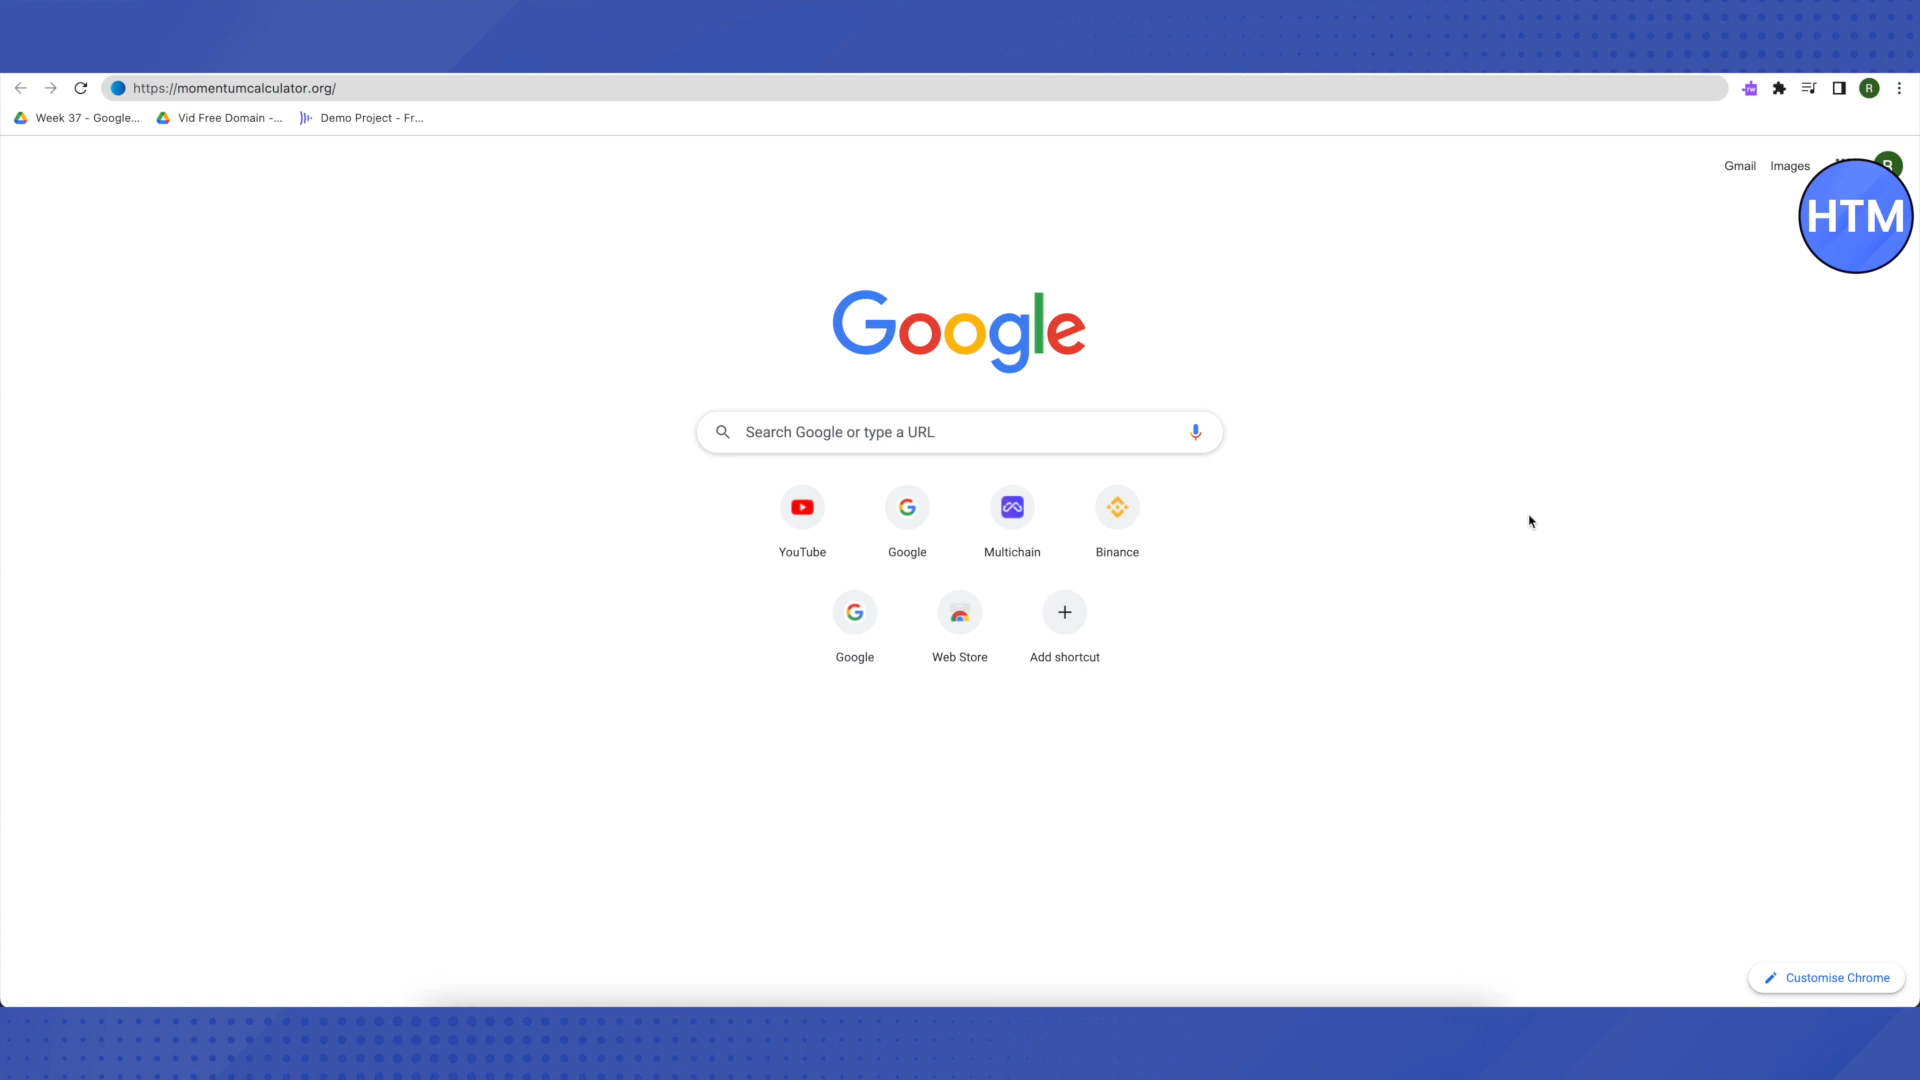 https://momentumcalculator.org/
R
Week 37 - Google...
Vid Free Domain -...
Demo Project - Fr...
Gmail Images
HTM
Google
Search Google or type a URL
YouTube Google Multichain Binance
Google Web Store Add shortcut
Customise Chrome